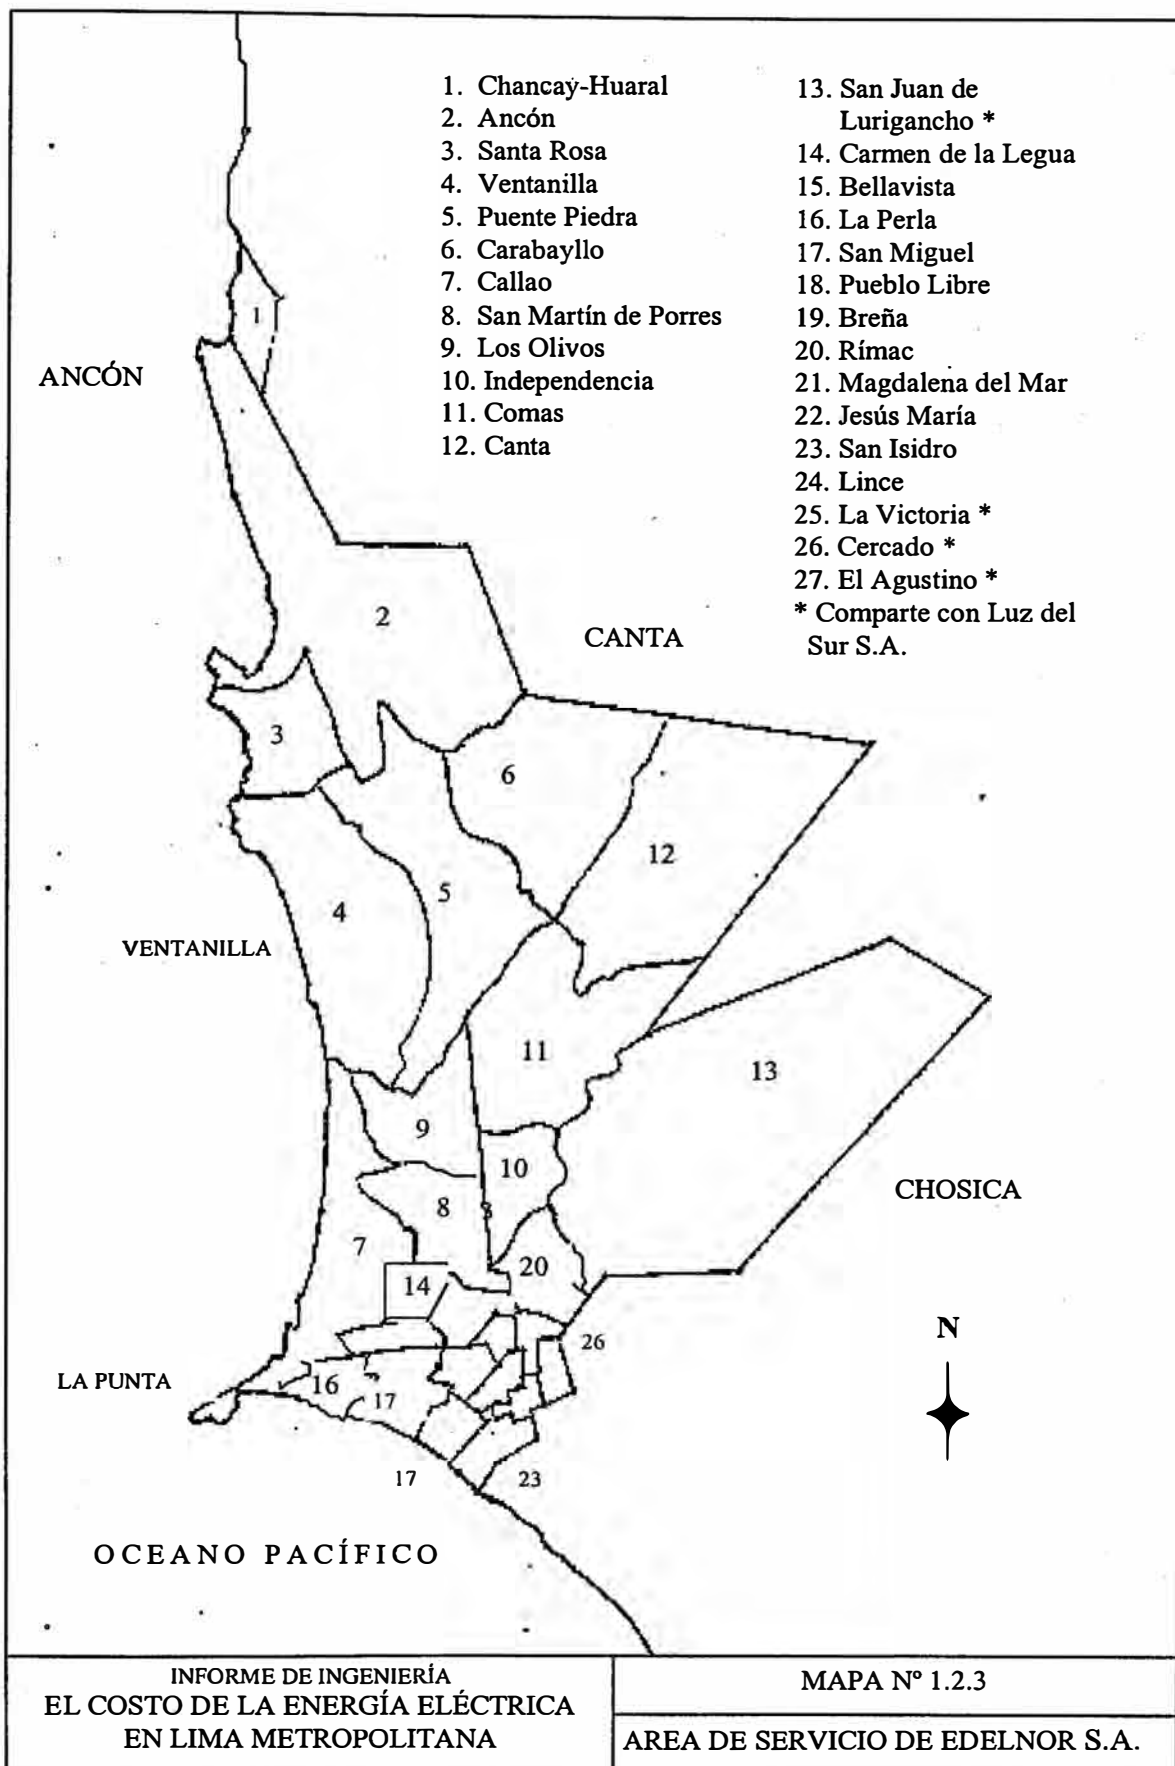 1. Chancay-Huaral
2. Ancón
3. Santa Rosa
4. Ventanilla
5. Puente Piedra
6. Carabayllo
7. Callao
8. San Martín de Porres
9. Los Olivos
10. Independencia
11. Comas
12. Canta
13. San Juan de
Lurigancho *
14. Carmen de la Legua
15. Bellavista
16. La Perla
17. San Miguel
18. Pueblo Libre
19. Breña
20. Rímac
21. Magdalena del Mar
22. Jesús María
23. San Isidro
24. Lince
25. La Victoria *
26. Cercado *
27. El Agustino *
* Comparte con Luz del
Sur S.A.
1
ANCÓN
2
CANTA
3
6
12
5
4
VENTANILLA
11
13
9
10
CHOSICA
8
3
7
20
14
26
N
LA PUNTA
16
17
17
23
OCEANO PACÍFICO
INFORME DE INGENIERÍA
EL COSTO DE LA ENERGÍA ELÉCTRICA
EN LIMA METROPOLITANA
MAPA Nº 1.2.3
AREA DE SERVICIO DE EDELNOR S.A.